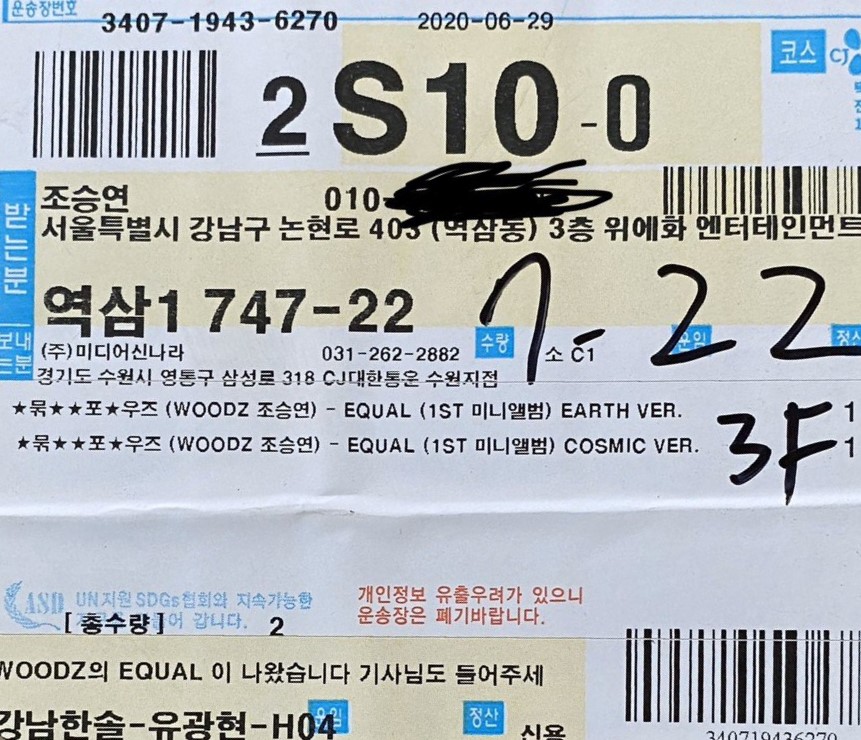 운송장번호 3407-1943-6270 2020-06-29
코스 CJ
2 S10 -0
받는분
조승연 010-
서울특별시 강남구 논현로 403 (역삼동) 3층 위에화 엔터테인먼트
역삼1 747-22 7-22
보내는분
(주)미디어신나라 031-262-2882 수량 소 C1 운임
경기도 수원시 영통구 삼성로 318 CJ대한통운 수원지점
★묶★★포★우즈 (WOODZ 조승연) - EQUAL (1ST 미니앨범) EARTH VER. 1
★묶★★포★우즈 (WOODZ 조승연) - EQUAL (1ST 미니앨범) COSMIC VER. 1
3F
ASD UN지원 SDGs협회와 지속가능한
갑니다.
개인정보 유출우려가 있으니
운송장은 폐기바랍니다.
[총수량] 2
WOODZ의 EQUAL 이 나왔습니다 기사님도 들어주세
강남한솔-유광현-H04 운임 정산 신용
340719436270